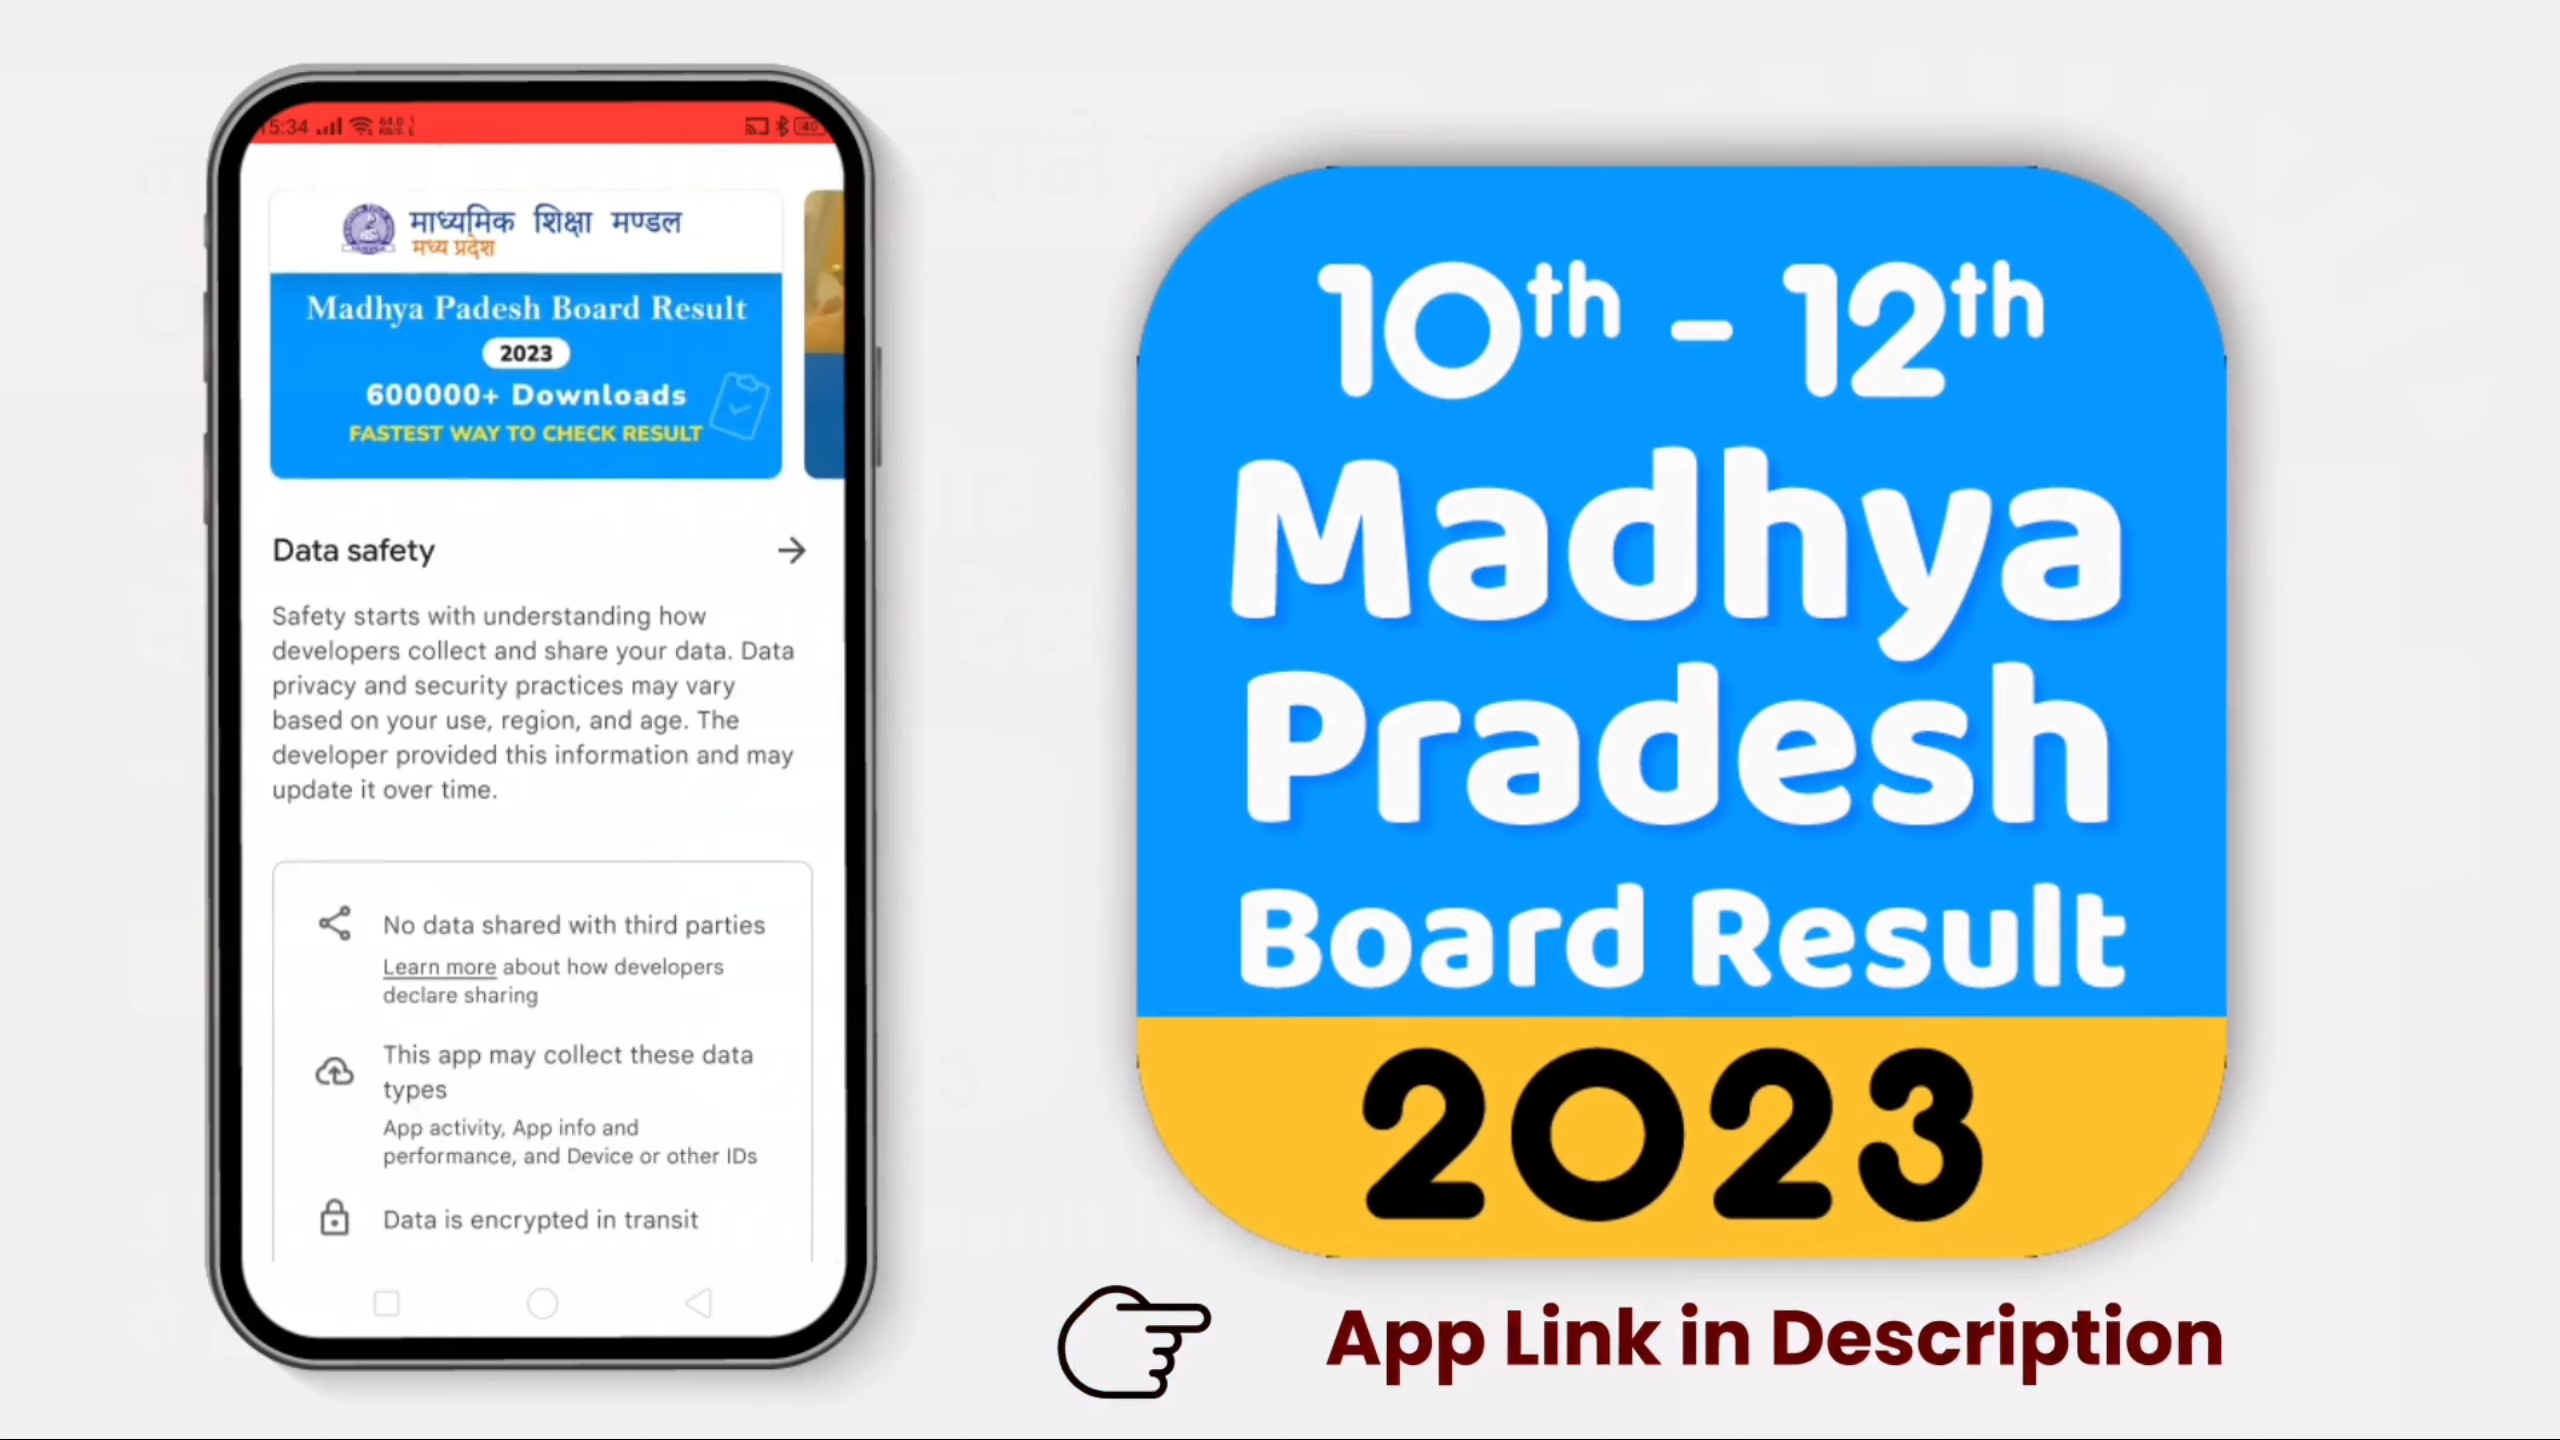 15:34
माध्यमिक शिक्षा मण्डल
मध्य प्रदेश
Madhya Padesh Board Result
2023
600000+ Downloads
FASTEST WAY TO CHECK RESULT
Data safety
Safety starts with understanding how
developers collect and share your data. Data
privacy and security practices may vary
based on your use, region, and age. The
developer provided this information and may
update it over time.
No data shared with third parties
Learn more about how developers
declare sharing
This app may collect these data
types
App activity, App info and
performance, and Device or other IDs
Data is encrypted in transit
10th - 12th
Madhya
Pradesh
Board Result
2023
App Link in Description